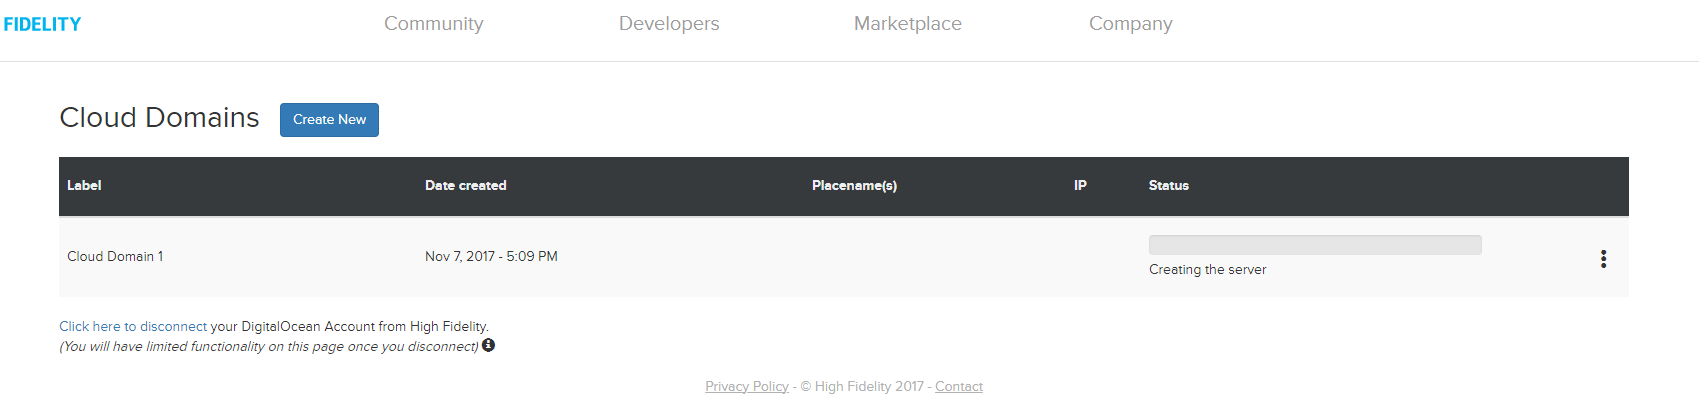 FIDELITY Community Developers Marketplace Company
Cloud Domains Create New
Label Date created Placename(s) IP Status
Cloud Domain 1 Nov 7, 2017 - 5:09 PM
Creating the server
Click here to disconnect your DigitalOcean Account from High Fidelity.
(You will have limited functionality on this page once you disconnect)
Privacy Policy - © High Fidelity 2017 - Contact